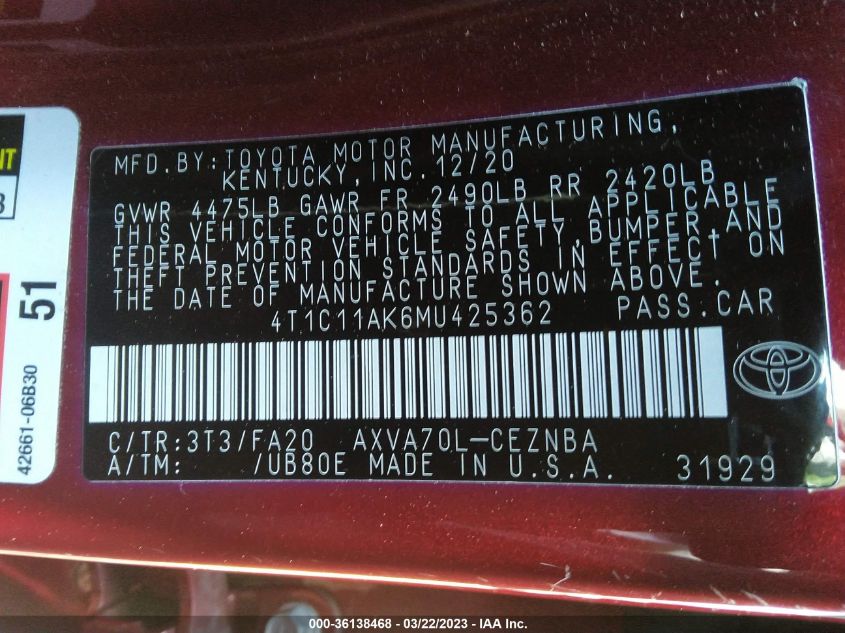 NT
3
51
42661-06B30
MFD.BY:TOYOTA MOTOR MANUFACTURING,
KENTUCKY,INC.12/20
GVWR 4475LB GAWR FR 2490LB RR 2420LB
THIS VEHICLE CONFORMS TO ALL APPLICABLE
FEDERAL MOTOR VEHICLE SAFETY,BUMPER,AND
THEFT PREVENTION STANDARDS IN EFFECT ON
THE DATE OF MANUFACTURE SHOWN ABOVE.
4T1C11AK6MU425362 PASS.CAR
C/TR:3T3/FA20 AXVA70L-CEZNBA
A/TM: /UB80E MADE IN U.S.A. 31929
000-36138468 - 03/22/2023 - IAA Inc.